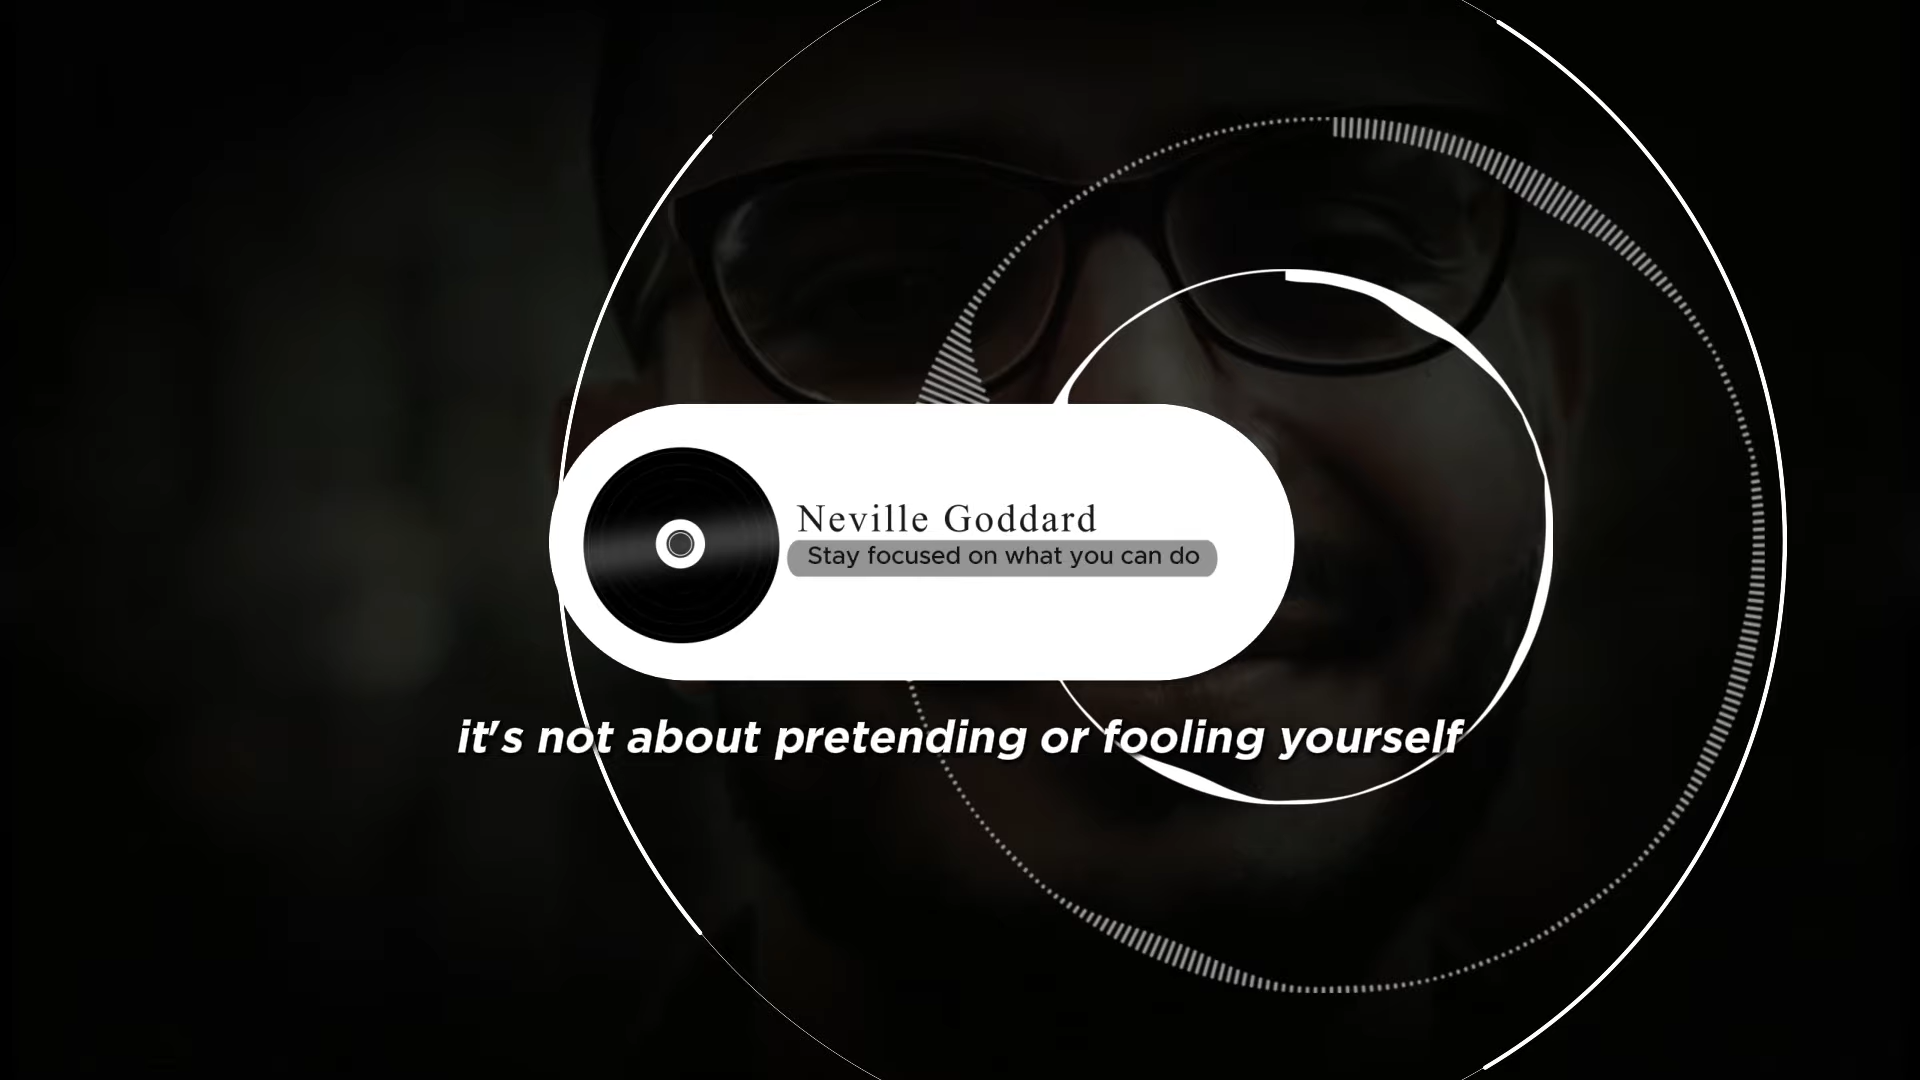 Neville Goddard
Stay focused on what you can do
it's not about pretending or fooling yourself